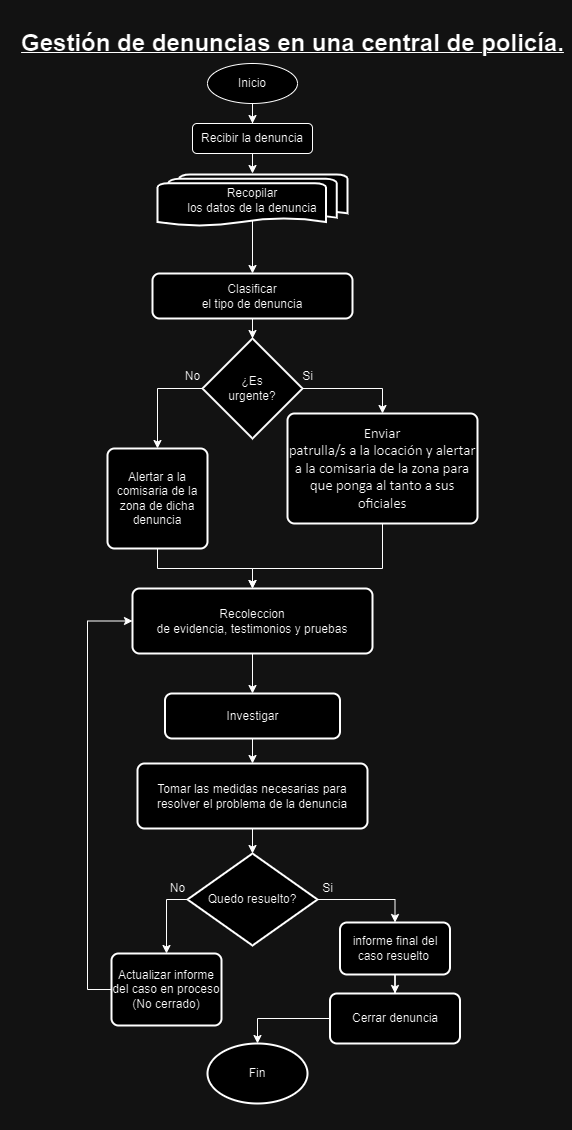 Gestión de denuncias en una central de policía.
Inicio
Recibir la denuncia
Recopilar
los datos de la denuncia
Clasificar
el tipo de denuncia
¿Es
urgente?
No
Si
Alertar a la
comisaria de la
zona de dicha
denuncia
Enviar
patrulla/s a la locación y alertar
a la comisaria de la zona para
que ponga al tanto a sus
oficiales
Recoleccion
de evidencia, testimonios y pruebas
Investigar
Tomar las medidas necesarias para
resolver el problema de la denuncia
Quedo resuelto?
No
Si
Actualizar informe
del caso en proceso
(No cerrado)
informe final del
caso resuelto
Cerrar denuncia
Fin